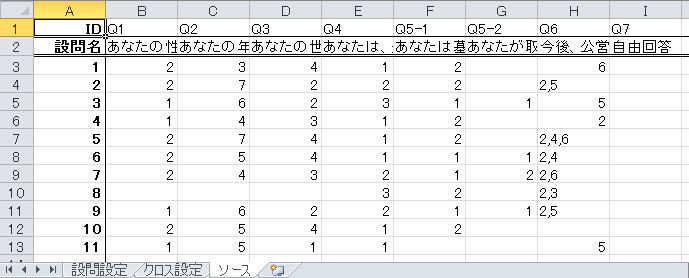 A B C D E F G H I
1 ID Q1 Q2 Q3 Q4 Q5-1 Q5-2 Q6 Q7
2 設問名 あなたの性 あなたの年 あなたの世 あなたは、 あなたは墓 あなたが取 今後、公営 自由回答
3 1 2 3 4 1 2 6
4 2 2 7 2 2 2 2,5
5 3 1 6 2 3 1 1 5
6 4 1 4 3 1 2 2
7 5 2 7 4 1 2 2,4,6
8 6 2 5 4 1 1 1 2,4
9 7 2 4 3 2 1 2 2,6
10 8 3 2 2,3
11 9 1 6 2 2 1 1 2,5
12 10 2 5 4 1 2
13 11 1 5 1 1 5
設問設定 クロス設定 ソース